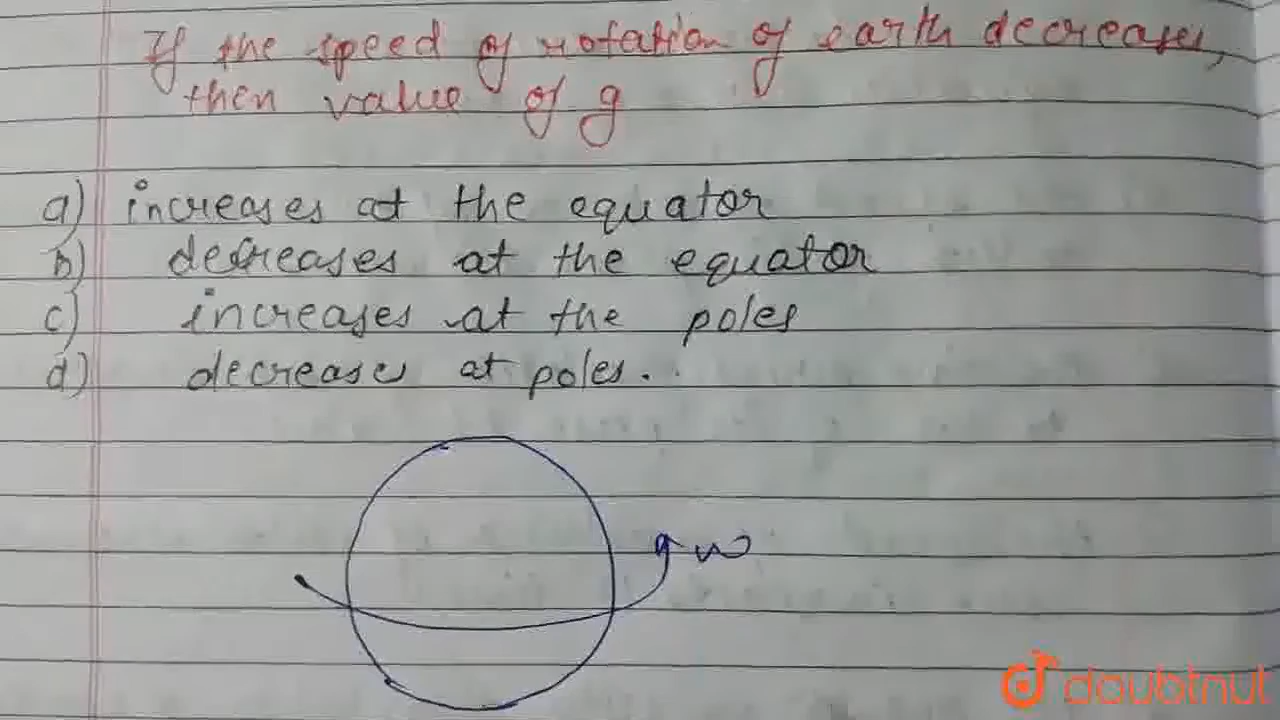 If the speed of rotation of earth decreases,
then value of g
a) increases at the equator
b) decreases at the equator
c) increases at the poles
d) decreases at poles.
ω
doubtnut